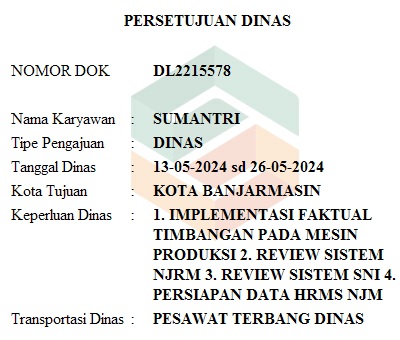 PERSETUJUAN DINAS
NOMOR DOK DL2215578
Nama Karyawan : SUMANTRI
Tipe Pengajuan : DINAS
Tanggal Dinas : 13-05-2024 sd 26-05-2024
Kota Tujuan : KOTA BANJARMASIN
Keperluan Dinas : 1. IMPLEMENTASI FAKTUAL
TIMBANGAN PADA MESIN
PRODUKSI 2. REVIEW SISTEM
NJRM 3. REVIEW SISTEM SNI 4.
PERSIAPAN DATA HRMS NJM
Transportasi Dinas : PESAWAT TERBANG DINAS